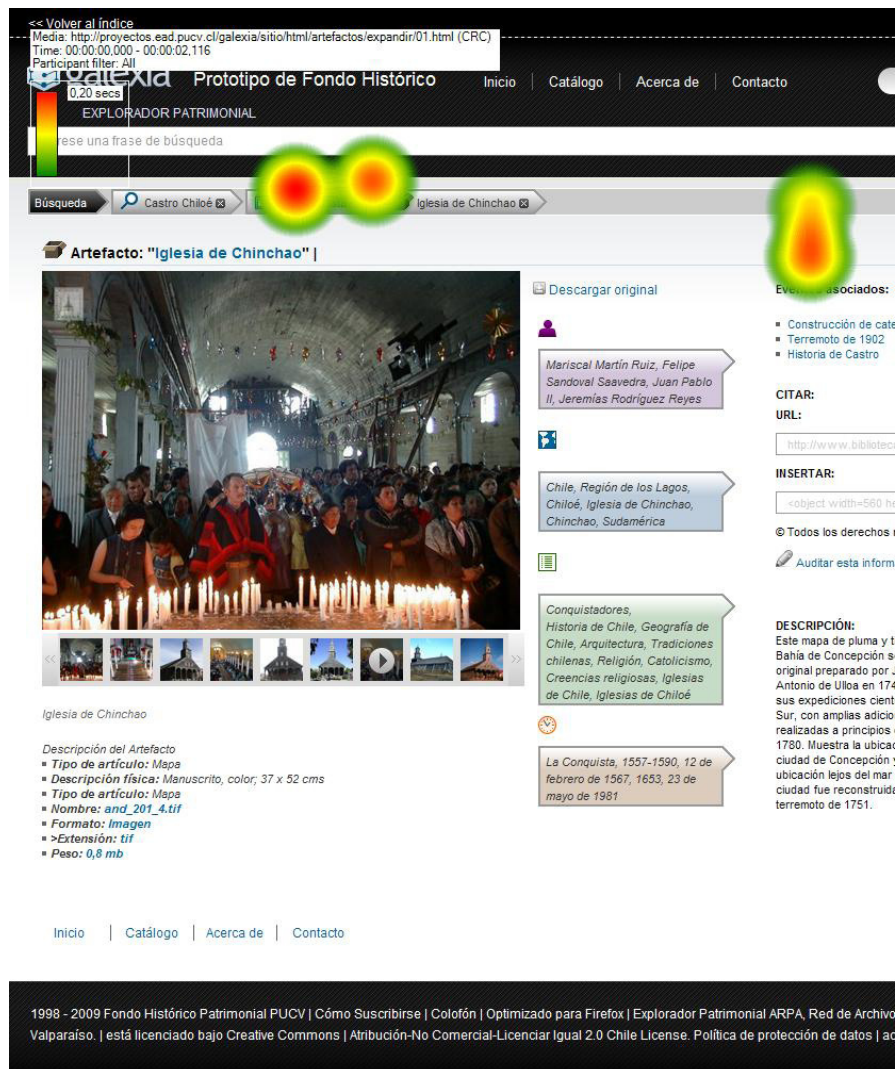 << Volver al índice
Media: http://proyectos.ead.pucv.cl/galexia/sitio/html/artefactos/expandir/01.html (CRC)
Time: 00:00:00,000 - 00:00:02,116
Participant filter: All
galexia Prototipo de Fondo Histórico Inicio | Catálogo | Acerca de | Contacto
0,20 secs
EXPLORADOR PATRIMONIAL
rese una frase de búsqueda
Búsqueda Castro Chiloé Iglesia de Chinchao
Artefacto: "Iglesia de Chinchao" |
Descargar original
Mariscal Martín Ruiz, Felipe
Sandoval Saavedra, Juan Pablo
II, Jeremías Rodríguez Reyes
Chile, Región de los Lagos,
Chiloé, Iglesia de Chinchao,
Chinchao, Sudamérica
Conquistadores,
Historia de Chile, Geografía de
Chile, Arquitectura, Tradiciones
chilenas, Religión, Catolicismo,
Creencias religiosas, Iglesias
de Chile, Iglesias de Chiloé
La Conquista, 1557-1590, 12 de
febrero de 1567, 1653, 23 de
mayo de 1981
Eventos asociados:
Construcción de cate
Terremoto de 1902
Historia de Castro
CITAR:
URL:
http://www.biblioteca
INSERTAR:
<object width=560 he
© Todos los derechos r
Auditar esta inform
DESCRIPCIÓN:
Este mapa de pluma y t
Bahía de Concepción s
original preparado por J
Antonio de Ulloa en 174
sus expediciones cient
Sur, con amplias adicio
realizadas a principios
1780. Muestra la ubicac
ciudad de Concepción y
ubicación lejos del mar
ciudad fue reconstruida
terremoto de 1751.
Iglesia de Chinchao
Descripción del Artefacto
Tipo de artículo: Mapa
Descripción física: Manuscrito, color; 37 x 52 cms
Tipo de artículo: Mapa
Nombre: and_201_4.tif
Formato: Imagen
>Extensión: tif
Peso: 0,8 mb
Inicio | Catálogo | Acerca de | Contacto
1998 - 2009 Fondo Histórico Patrimonial PUCV | Cómo Suscribirse | Colofón | Optimizado para Firefox | Explorador Patrimonial ARPA, Red de Archivo
Valparaíso. | está licenciado bajo Creative Commons | Atribución-No Comercial-Licenciar Igual 2.0 Chile License. Política de protección de datos | ac